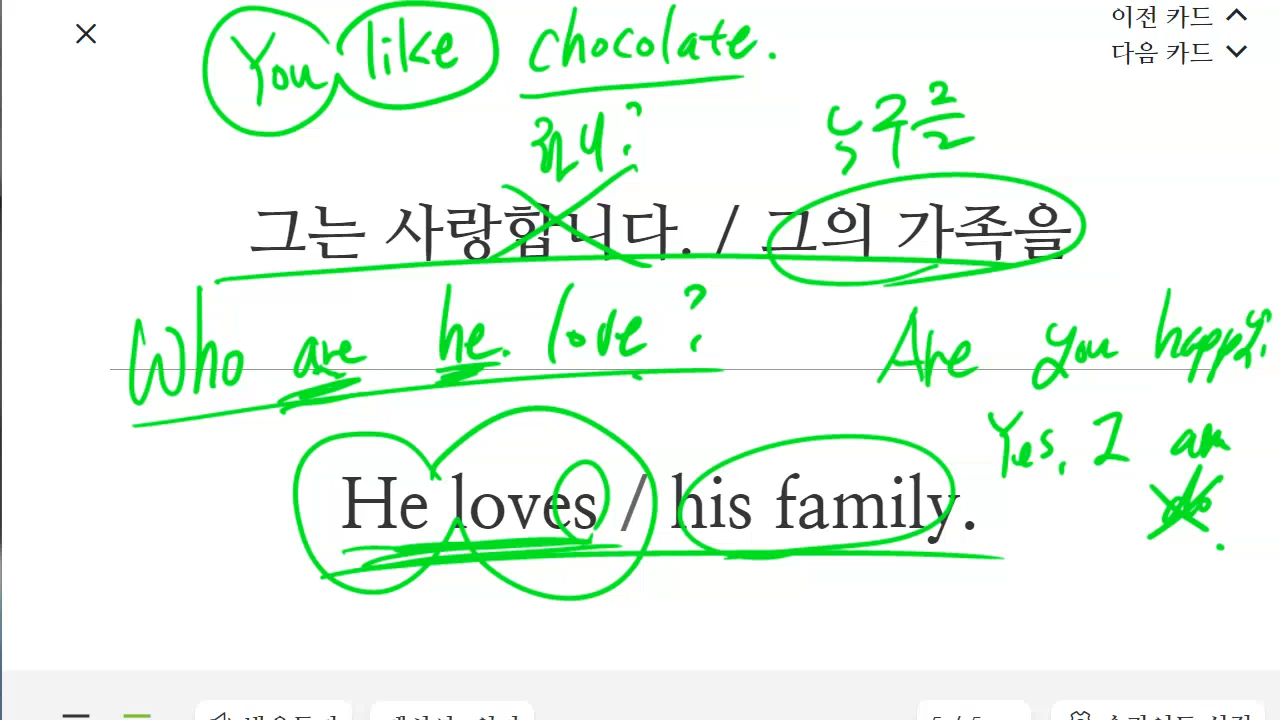 이전 카드
다음 카드
You like chocolate.
누구를
그는 사랑합니다. / 그의 가족을
Who are he love?
Are you happy?
Yes, I am
do.
He loves / his family.